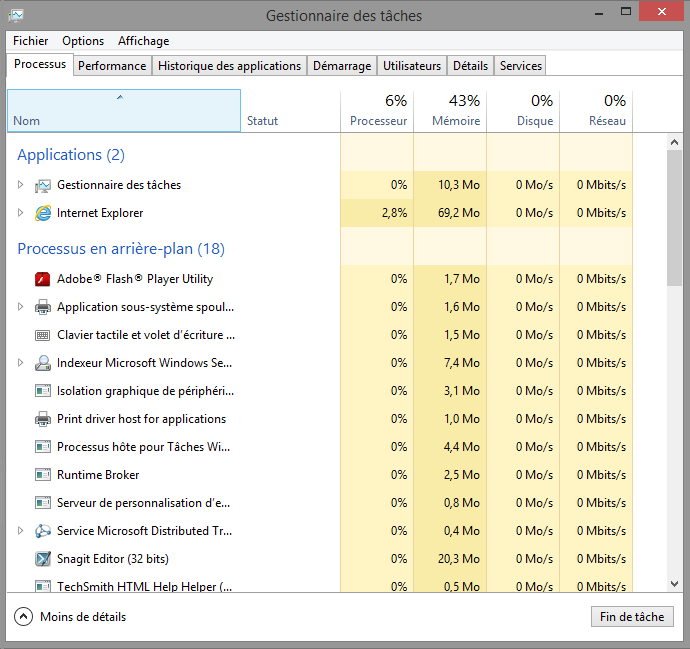 Gestionnaire des tâches
Fichier Options Affichage
Processus Performance Historique des applications Démarrage Utilisateurs Détails Services
6% 43% 0% 0%
Nom Statut Processeur Mémoire Disque Réseau
Applications (2)
Gestionnaire des tâches 0% 10,3 Mo 0 Mo/s 0 Mbits/s
Internet Explorer 2,8% 69,2 Mo 0 Mo/s 0 Mbits/s
Processus en arrière-plan (18)
Adobe® Flash® Player Utility 0% 1,7 Mo 0 Mo/s 0 Mbits/s
Application sous-système spoul... 0% 1,6 Mo 0 Mo/s 0 Mbits/s
Clavier tactile et volet d'écriture ... 0% 1,5 Mo 0 Mo/s 0 Mbits/s
Indexeur Microsoft Windows Se... 0% 7,4 Mo 0 Mo/s 0 Mbits/s
Isolation graphique de périphéri... 0% 3,1 Mo 0 Mo/s 0 Mbits/s
Print driver host for applications 0% 1,0 Mo 0 Mo/s 0 Mbits/s
Processus hôte pour Tâches Wi... 0% 4,4 Mo 0 Mo/s 0 Mbits/s
Runtime Broker 0% 2,5 Mo 0 Mo/s 0 Mbits/s
Serveur de personnalisation d'e... 0% 0,8 Mo 0 Mo/s 0 Mbits/s
Service Microsoft Distributed Tr... 0% 0,4 Mo 0 Mo/s 0 Mbits/s
Snagit Editor (32 bits) 0% 20,3 Mo 0 Mo/s 0 Mbits/s
TechSmith HTML Help Helper (... 0% 0,5 Mo 0 Mo/s 0 Mbits/s
Moins de détails Fin de tâche